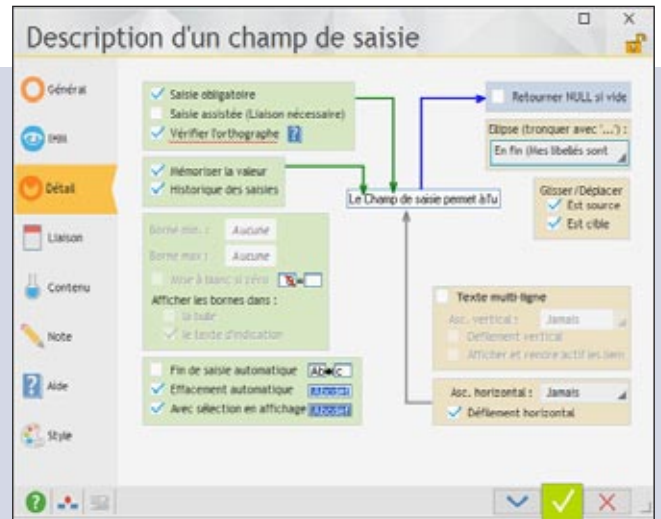 Description d'un champ de saisie
Général
IHM
Détail
Liaison
Contenu
Note
Aide
Style
Saisie obligatoire
Saisie assistée (Liaison nécessaire)
Vérifier l'orthographe
Mémoriser la valeur
Historique des saisies
Borne min. : Aucune
Borne max : Aucune
Mise à blanc si zéro
Afficher les bornes dans :
la bulle
le texte d'indication
Fin de saisie automatique
Effacement automatique Abcdef
Avec sélection en affichage Abcdef
Le Champ de saisie permet à l'u
Retourner NULL si vide
Ellipse (tronquer avec '...') :
En fin (Mes libellés sont
Glisser/Déplacer
Est source
Est cible
Texte multi-ligne
Asc. vertical : Jamais
Défilement vertical
Afficher et rendre actif les lien
Asc. horizontal : Jamais
Défilement horizontal